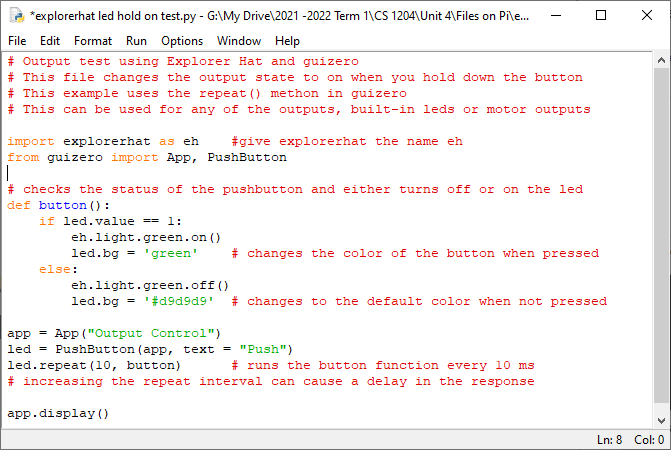 *explorerhat led hold on test.py - G:\My Drive\2021 -2022 Term 1\CS 1204\Unit 4\Files on Pi\e...
File Edit Format Run Options Window Help
# Output test using Explorer Hat and guizero
# This file changes the output state to on when you hold down the button
# This example uses the repeat() methon in guizero
# This can be used for any of the outputs, built-in leds or motor outputs

import explorerhat as eh    #give explorerhat the name eh
from guizero import App, PushButton

# checks the status of the pushbutton and either turns off or on the led
def button():
    if led.value == 1:
        eh.light.green.on()
        led.bg = 'green'    # changes the color of the button when pressed
    else:
        eh.light.green.off()
        led.bg = '#d9d9d9'  # changes to the default color when not pressed

app = App("Output Control")
led = PushButton(app, text = "Push")
led.repeat(10, button)      # runs the button function every 10 ms
# increasing the repeat interval can cause a delay in the response

app.display()
Ln: 8 Col: 0